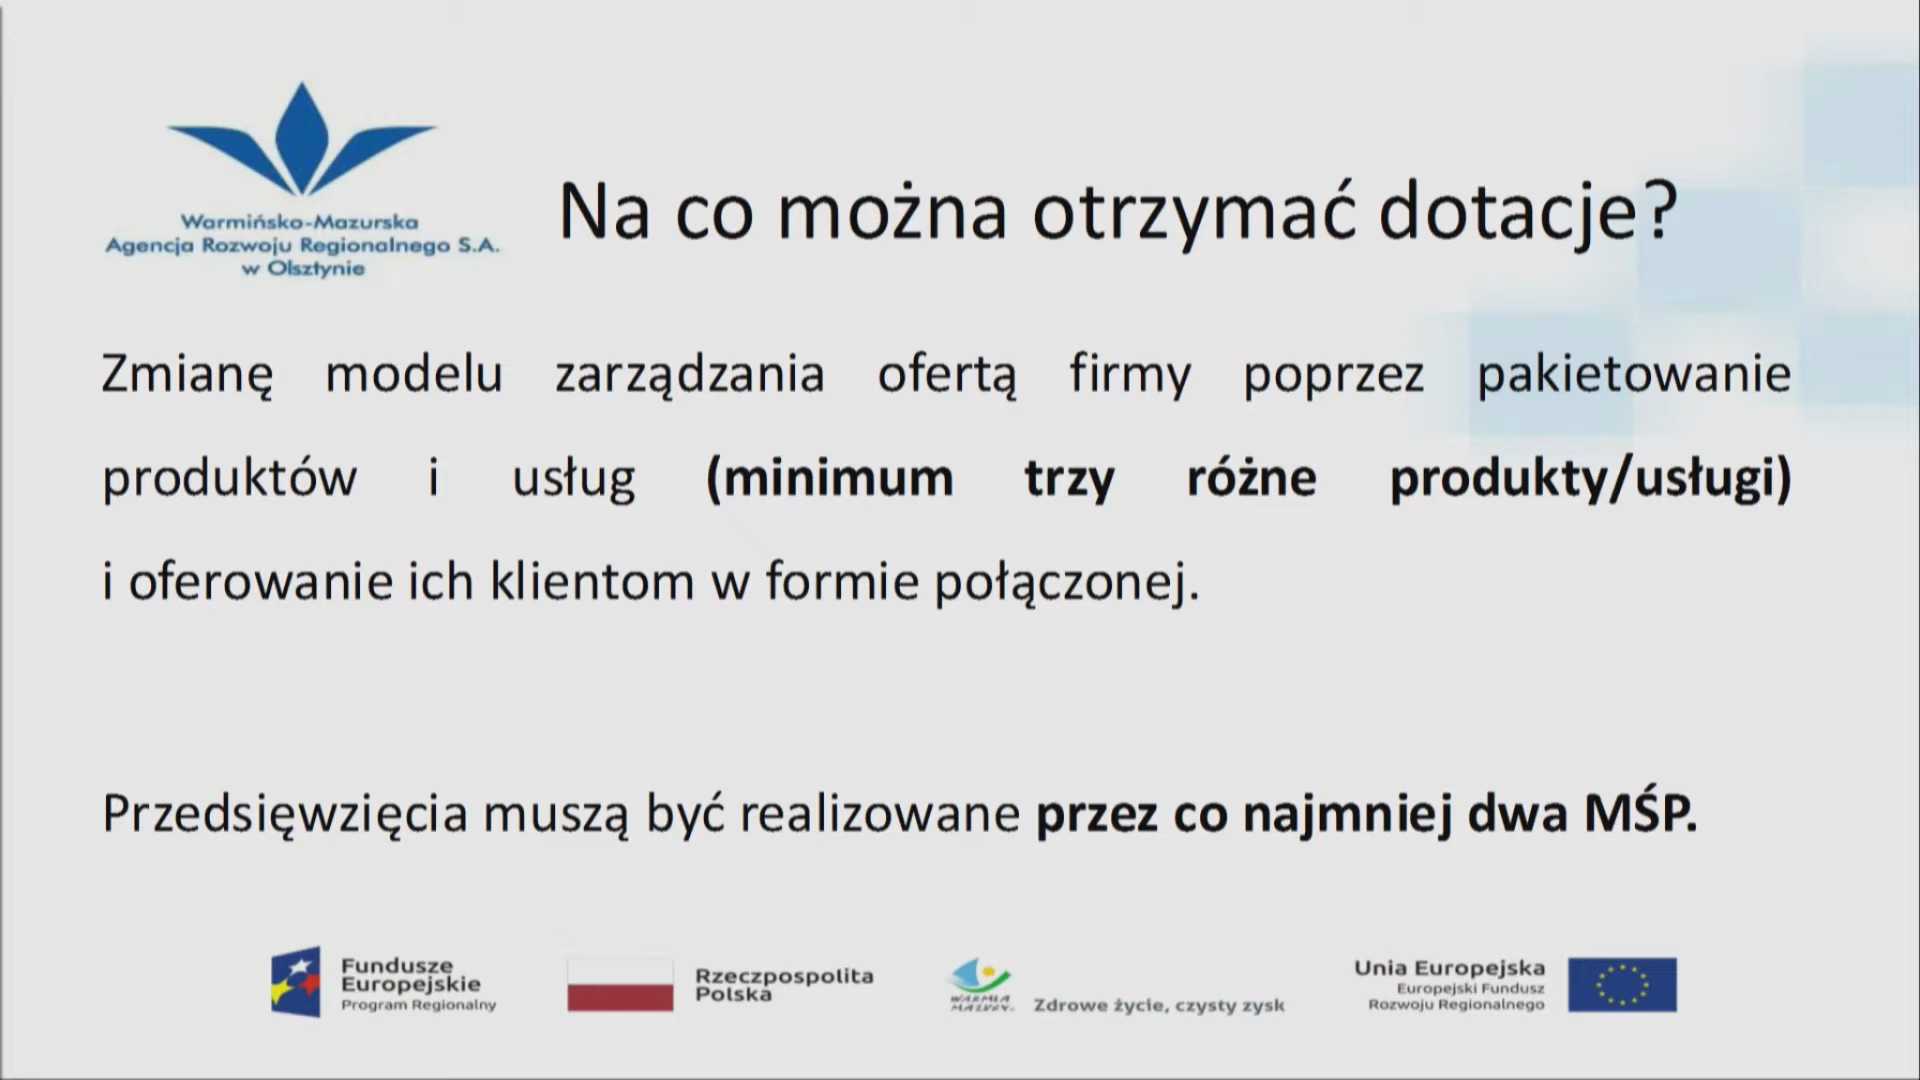 Warmińsko-Mazurska
Agencja Rozwoju Regionalnego S.A.
w Olsztynie
Na co można otrzymać dotacje?
Zmianę modelu zarządzania ofertą firmy poprzez pakietowanie
produktów i usług (minimum trzy różne produkty/usługi)
i oferowanie ich klientom w formie połączonej.
Przedsięwzięcia muszą być realizowane przez co najmniej dwa MŚP.
Fundusze
Europejskie
Program Regionalny
Rzeczpospolita
Polska
WARMIA
MAZURY
Zdrowe życie, czysty zysk
Unia Europejska
Europejski Fundusz
Rozwoju Regionalnego